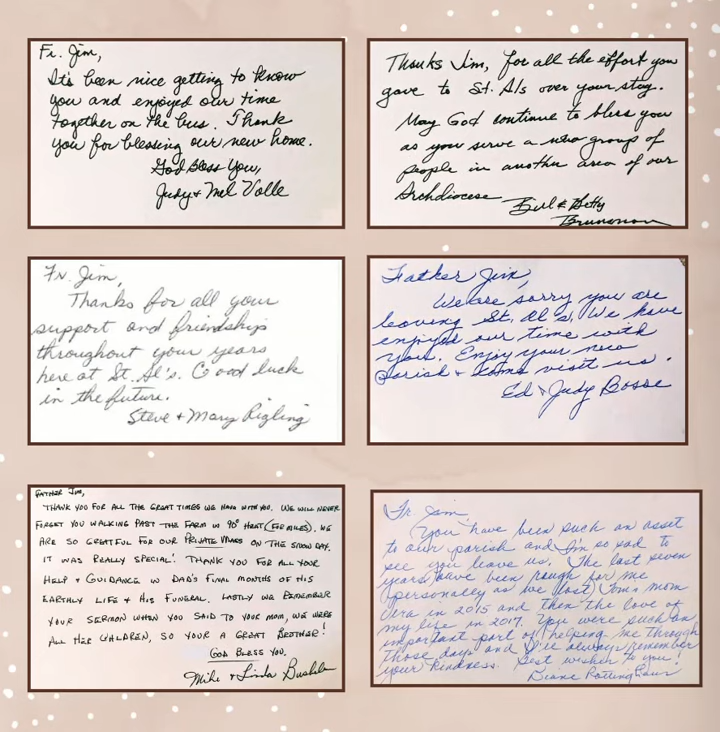 Fr. Jim,
It's been nice getting to know
you and enjoyed our time
together on the bus. Thank
you for blessing our new home.
God Bless You,
Judy + Mel Volle
Thanks Jim, for all the effort you
gave to St. Al's over your stay.
May God continue to bless you
as you serve a new group of
people in another area of our
Archdiocese
Bill & Betty
Fr. Jim,
Thanks for all your
support and friendship
throughout your years
here at St. Al's. Good luck
in the future.
Steve + Mary Rigling
Father Jim,
We are sorry you are
leaving St. Al's. We have
enjoyed our time with
you. Enjoy your new
parish + come visit us.
Ed + Judy Bosse
Father Jim,
Thank you for all the great times we have with you. We will never
forget you walking past the farm in 90° heat (for miles). We
are so greatful for our private mass on the snow day.
It was really special! Thank you for all your
help & guidance in Dad's final months of his
earthly life & his funeral. Lastly we remember
your sermon when you said to your mom, we were
all her children, so your a great brother!
God Bless You.
Mike & Linda
Fr. Jim
You have been such an asset
to our parish and I'm so sad to
see you leave us. The last seven
years have been rough for me
personally as we lost Tom's mom
Vera in 2015 and then the love of
my life in 2017. You were such an
important part of helping me through
those days and I'll always remember
your kindness. Best wishes to you!
Diane